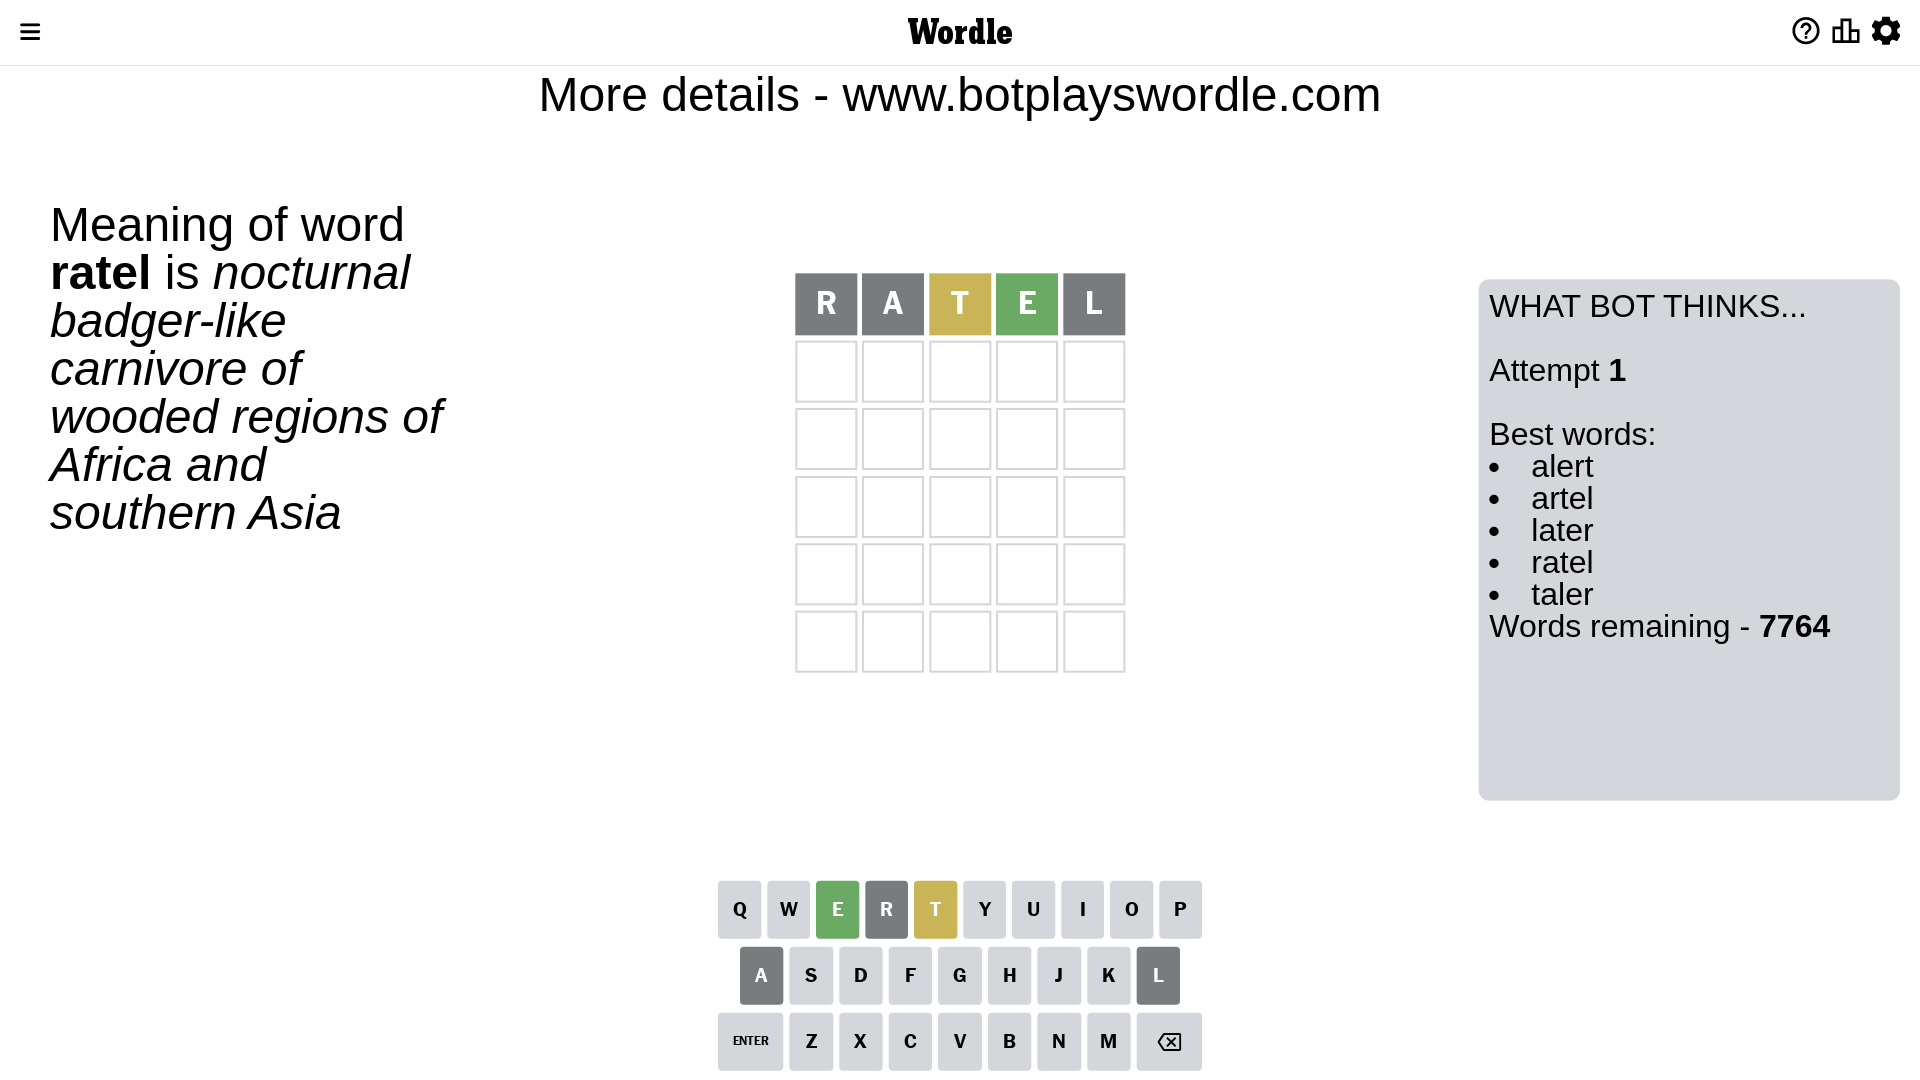 Wordle
More details - www.botplayswordle.com
Meaning of word
ratel is nocturnal
badger-like
carnivore of
wooded regions of
Africa and
southern Asia
R A T E L
WHAT BOT THINKS...
Attempt 1
Best words:
• alert
• artel
• later
• ratel
• taler
Words remaining - 7764
Q W E R T Y U I O P
A S D F G H J K L
ENTER Z X C V B N M